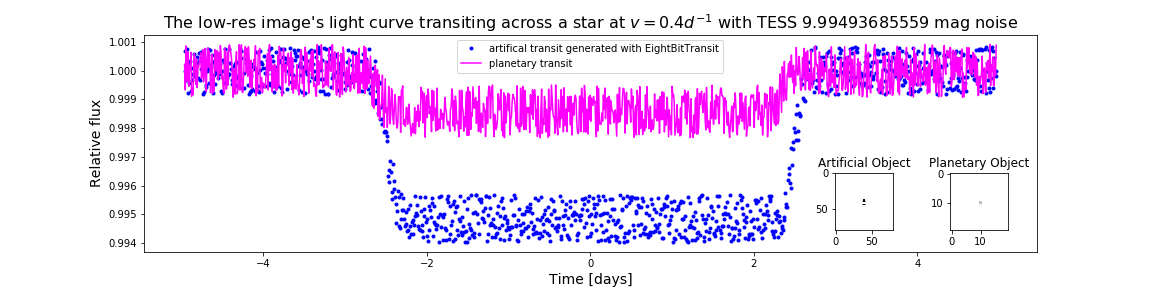 The low-res image's light curve transiting across a star at v = 0.4d⁻¹ with TESS 9.99493685559 mag noise
artifical transit generated with EightBitTransit
planetary transit
Relative flux
1.001
1.000
0.999
0.998
0.997
0.996
0.995
0.994
Artificial Object
0
50
0 50
Planetary Object
0
10
0 10
−4 −2 0 2 4
Time [days]